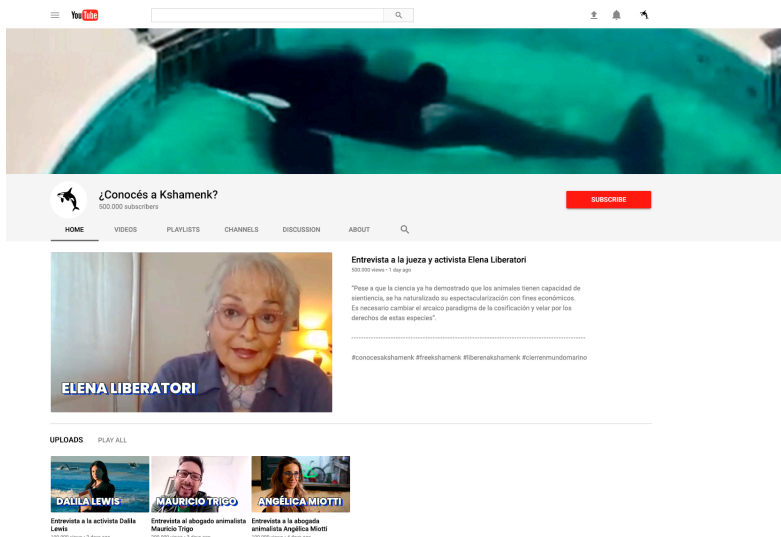 YouTube
¿Conocés a Kshamenk?
500.000 subscribers
SUBSCRIBE
HOME VIDEOS PLAYLISTS CHANNELS DISCUSSION ABOUT
Entrevista a la jueza y activista Elena Liberatori
500.000 views • 1 day ago
"Pese a que la ciencia ya ha demostrado que los animales tienen capacidad de
sientiencia, se ha naturalizado su espectacularización con fines económicos.
Es necesario cambiar el arcaico paradigma de la cosificación y velar por los
derechos de estas especies".
#conocesakshamenk #freekshamenk #liberenakshamenk #cierrenmundomarino
ELENA LIBERATORI
UPLOADS PLAY ALL
DALILA LEWIS
Entrevista a la activista Dalila
Lewis
MAURICIO TRIGO
Entrevista al abogado animalista
Mauricio Trigo
ANGÉLICA MIOTTI
Entrevista a la abogada
animalista Angélica Miotti